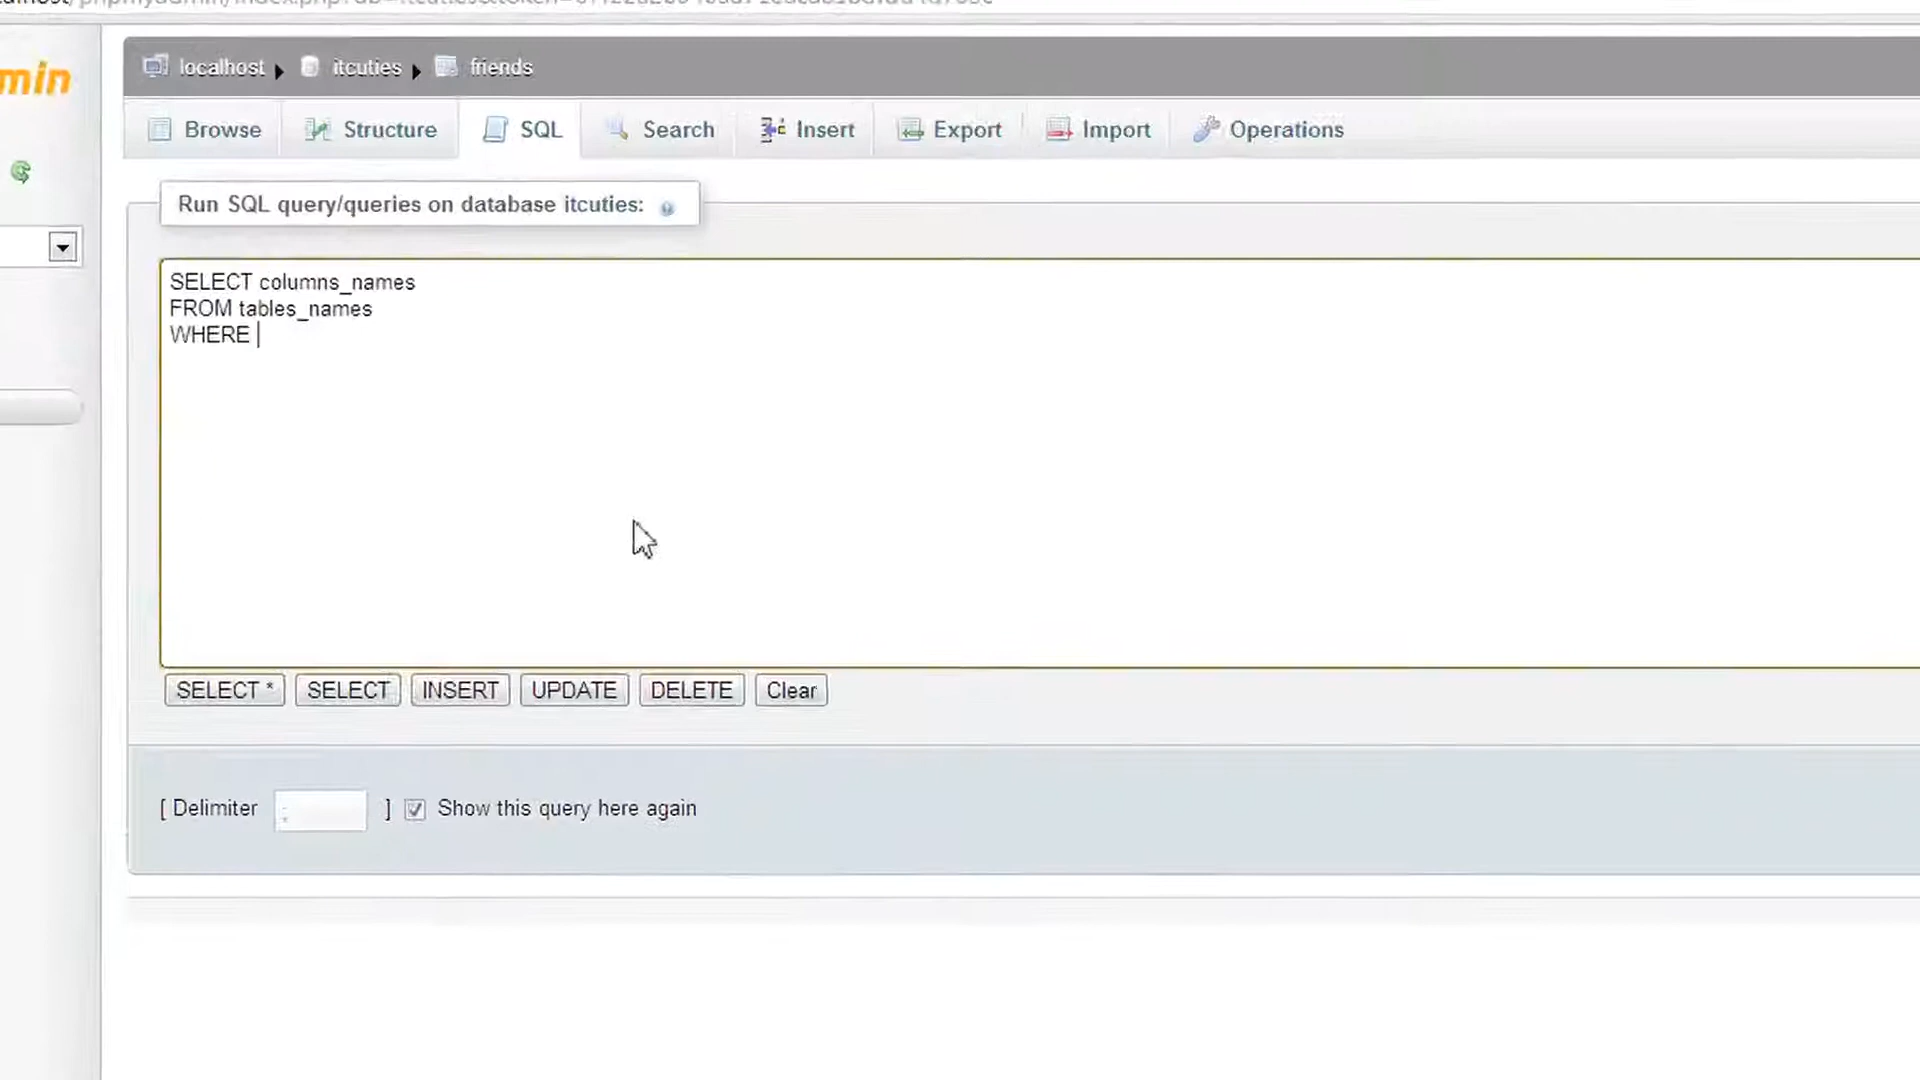 min
localhost
itcuties
friends
Browse
Structure
SQL
Search
Insert
Export
Import
Operations
Run SQL query/queries on database itcuties:
SELECT columns_names
FROM tables_names
WHERE
SELECT *
SELECT
INSERT
UPDATE
DELETE
Clear
[ Delimiter ; ] Show this query here again